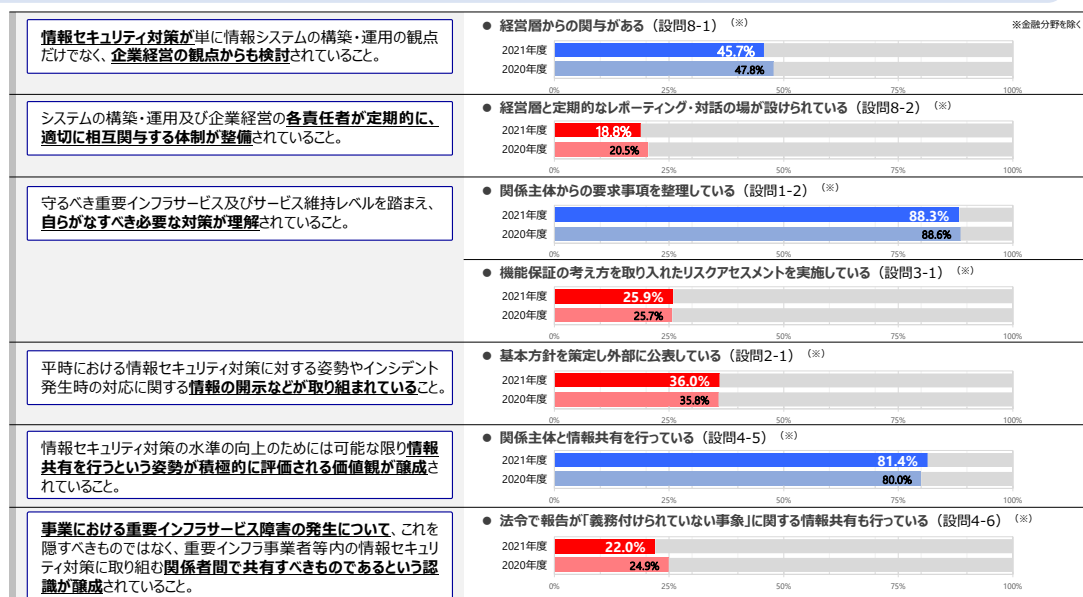 情報セキュリティ対策が単に情報システムの構築・運用の観点
だけでなく、企業経営の観点からも検討されていること。
● 経営層からの関与がある（設問8-1）（※）
※金融分野を除く
2021年度 45.7%
2020年度 47.8%
0% 25% 50% 75% 100%
システムの構築・運用及び企業経営の各責任者が定期的に、
適切に相互関与する体制が整備されていること。
● 経営層と定期的なレポーティング・対話の場が設けられている（設問8-2）（※）
2021年度 18.8%
2020年度 20.5%
0% 25% 50% 75% 100%
守るべき重要インフラサービス及びサービス維持レベルを踏まえ、
自らがなすべき必要な対策が理解されていること。
● 関係主体からの要求事項を整理している（設問1-2）（※）
2021年度 88.3%
2020年度 88.6%
0% 25% 50% 75% 100%
● 機能保証の考え方を取り入れたリスクアセスメントを実施している（設問3-1）（※）
2021年度 25.9%
2020年度 25.7%
0% 25% 50% 75% 100%
平時における情報セキュリティ対策に対する姿勢やインシデント
発生時の対応に関する情報の開示などが取り組まれていること。
● 基本方針を策定し外部に公表している（設問2-1）（※）
2021年度 36.0%
2020年度 35.8%
0% 25% 50% 75% 100%
情報セキュリティ対策の水準の向上のためには可能な限り情報
共有を行うという姿勢が積極的に評価される価値観が醸成さ
れていること。
● 関係主体と情報共有を行っている（設問4-5）（※）
2021年度 81.4%
2020年度 80.0%
0% 25% 50% 75% 100%
事業における重要インフラサービス障害の発生について、これを
隠すべきものではなく、重要インフラ事業者等内の情報セキュリ
ティ対策に取り組む関係者間で共有すべきものであるという認
識が醸成されていること。
● 法令で報告が「義務付けられていない事象」に関する情報共有も行っている（設問4-6）（※）
2021年度 22.0%
2020年度 24.9%
0% 25% 50% 75% 100%